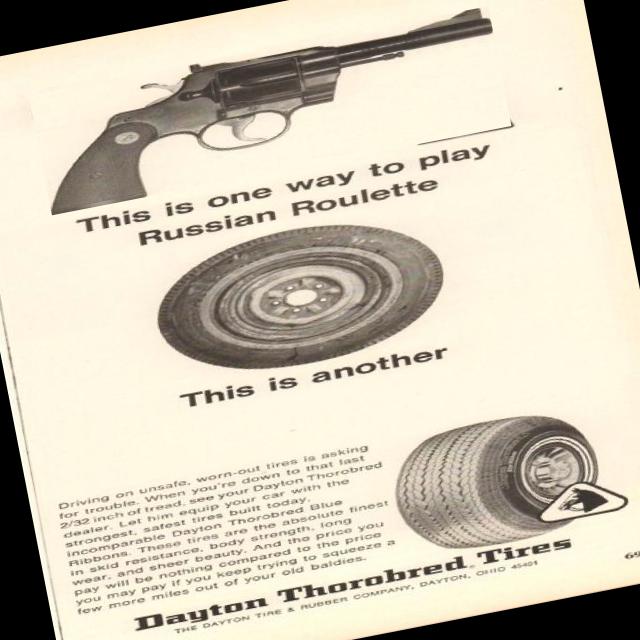 This is one way to play
Russian Roulette
This is another
Driving on unsafe, worn-out tires is asking
for trouble. When you're down to that last
2/32 inch of tread, see your Dayton Thorobred
dealer. Let him equip your car with the
strongest, safest tires built today,
incomparable Dayton Thorobred Blue
Ribbons. These tires are the absolute finest
in skid resistance, body strength, long
wear, and sheer beauty. And the price you
pay will be nothing compared to the price
you may pay if you keep trying to squeeze a
few more miles out of your old baldies.
Dayton Thorobred Tires
THE DAYTON TIRE & RUBBER COMPANY, DAYTON, OHIO 45401